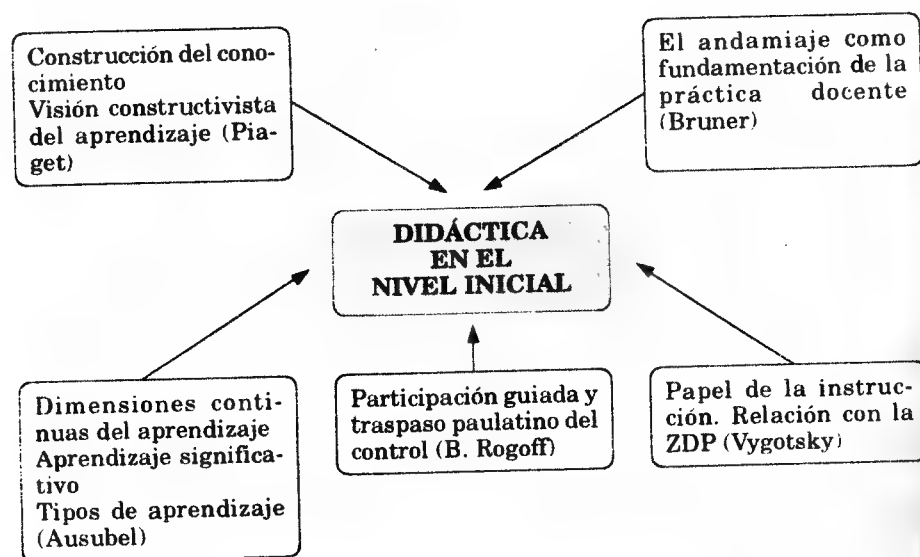 Construcción del cono-
cimiento
Visión constructivista
del aprendizaje (Pia-
get)
El andamiaje como
fundamentación de la
práctica docente
(Bruner)
DIDÁCTICA
EN EL
NIVEL INICIAL
Dimensiones conti-
nuas del aprendizaje
Aprendizaje significa-
tivo
Tipos de aprendizaje
(Ausubel)
Participación guiada y
traspaso paulatino del
control (B. Rogoff)
Papel de la instruc-
cción. Relación con la
ZDP (Vygotsky)